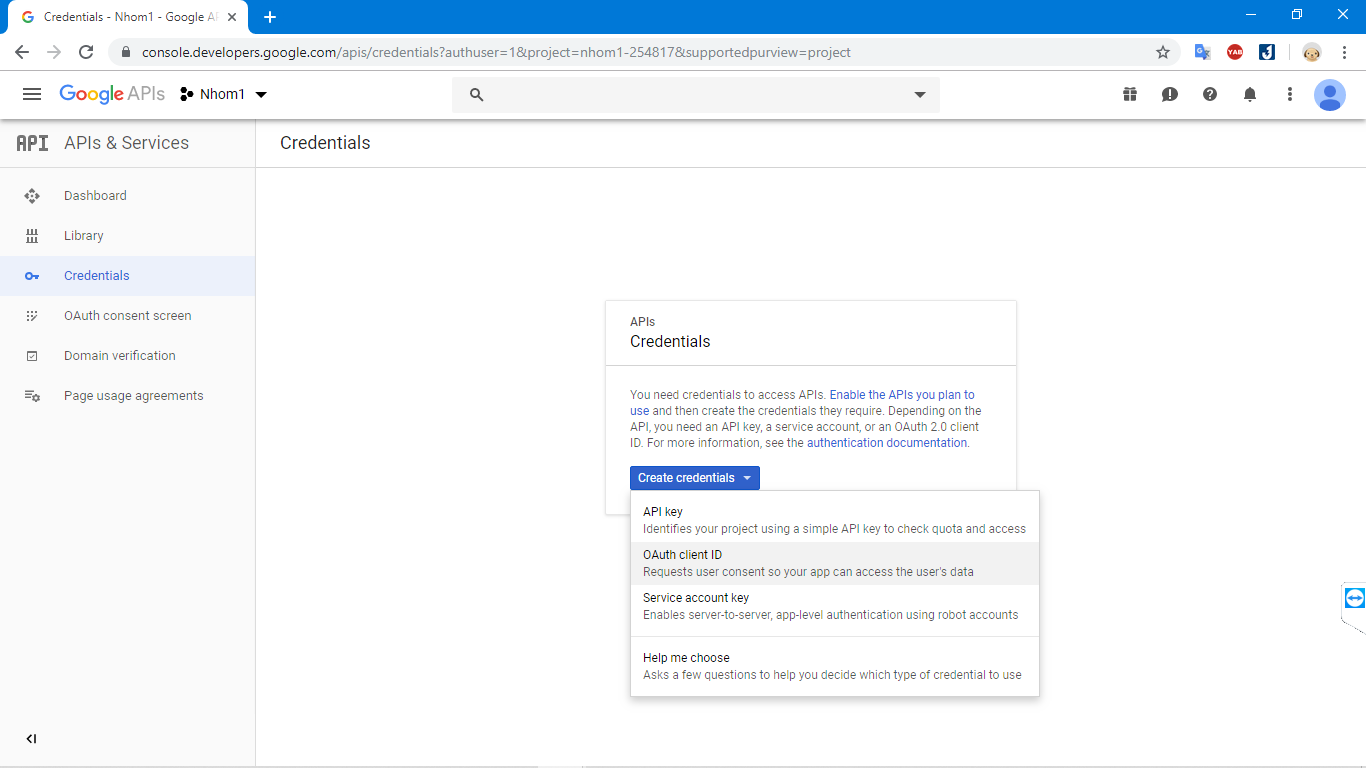 Credentials - Nhom1 - Google AP
console.developers.google.com/apis/credentials?authuser=1&project=nhom1-254817&supportedpurview=project
YAB
Google APIs
Nhom1
API
APIs & Services
Credentials
Dashboard
Library
Credentials
OAuth consent screen
Domain verification
Page usage agreements
APIs
Credentials
You need credentials to access APIs. Enable the APIs you plan to
use and then create the credentials they require. Depending on the
API, you need an API key, a service account, or an OAuth 2.0 client
ID. For more information, see the authentication documentation.
Create credentials
API key
Identifies your project using a simple API key to check quota and access
OAuth client ID
Requests user consent so your app can access the user's data
Service account key
Enables server-to-server, app-level authentication using robot accounts
Help me choose
Asks a few questions to help you decide which type of credential to use